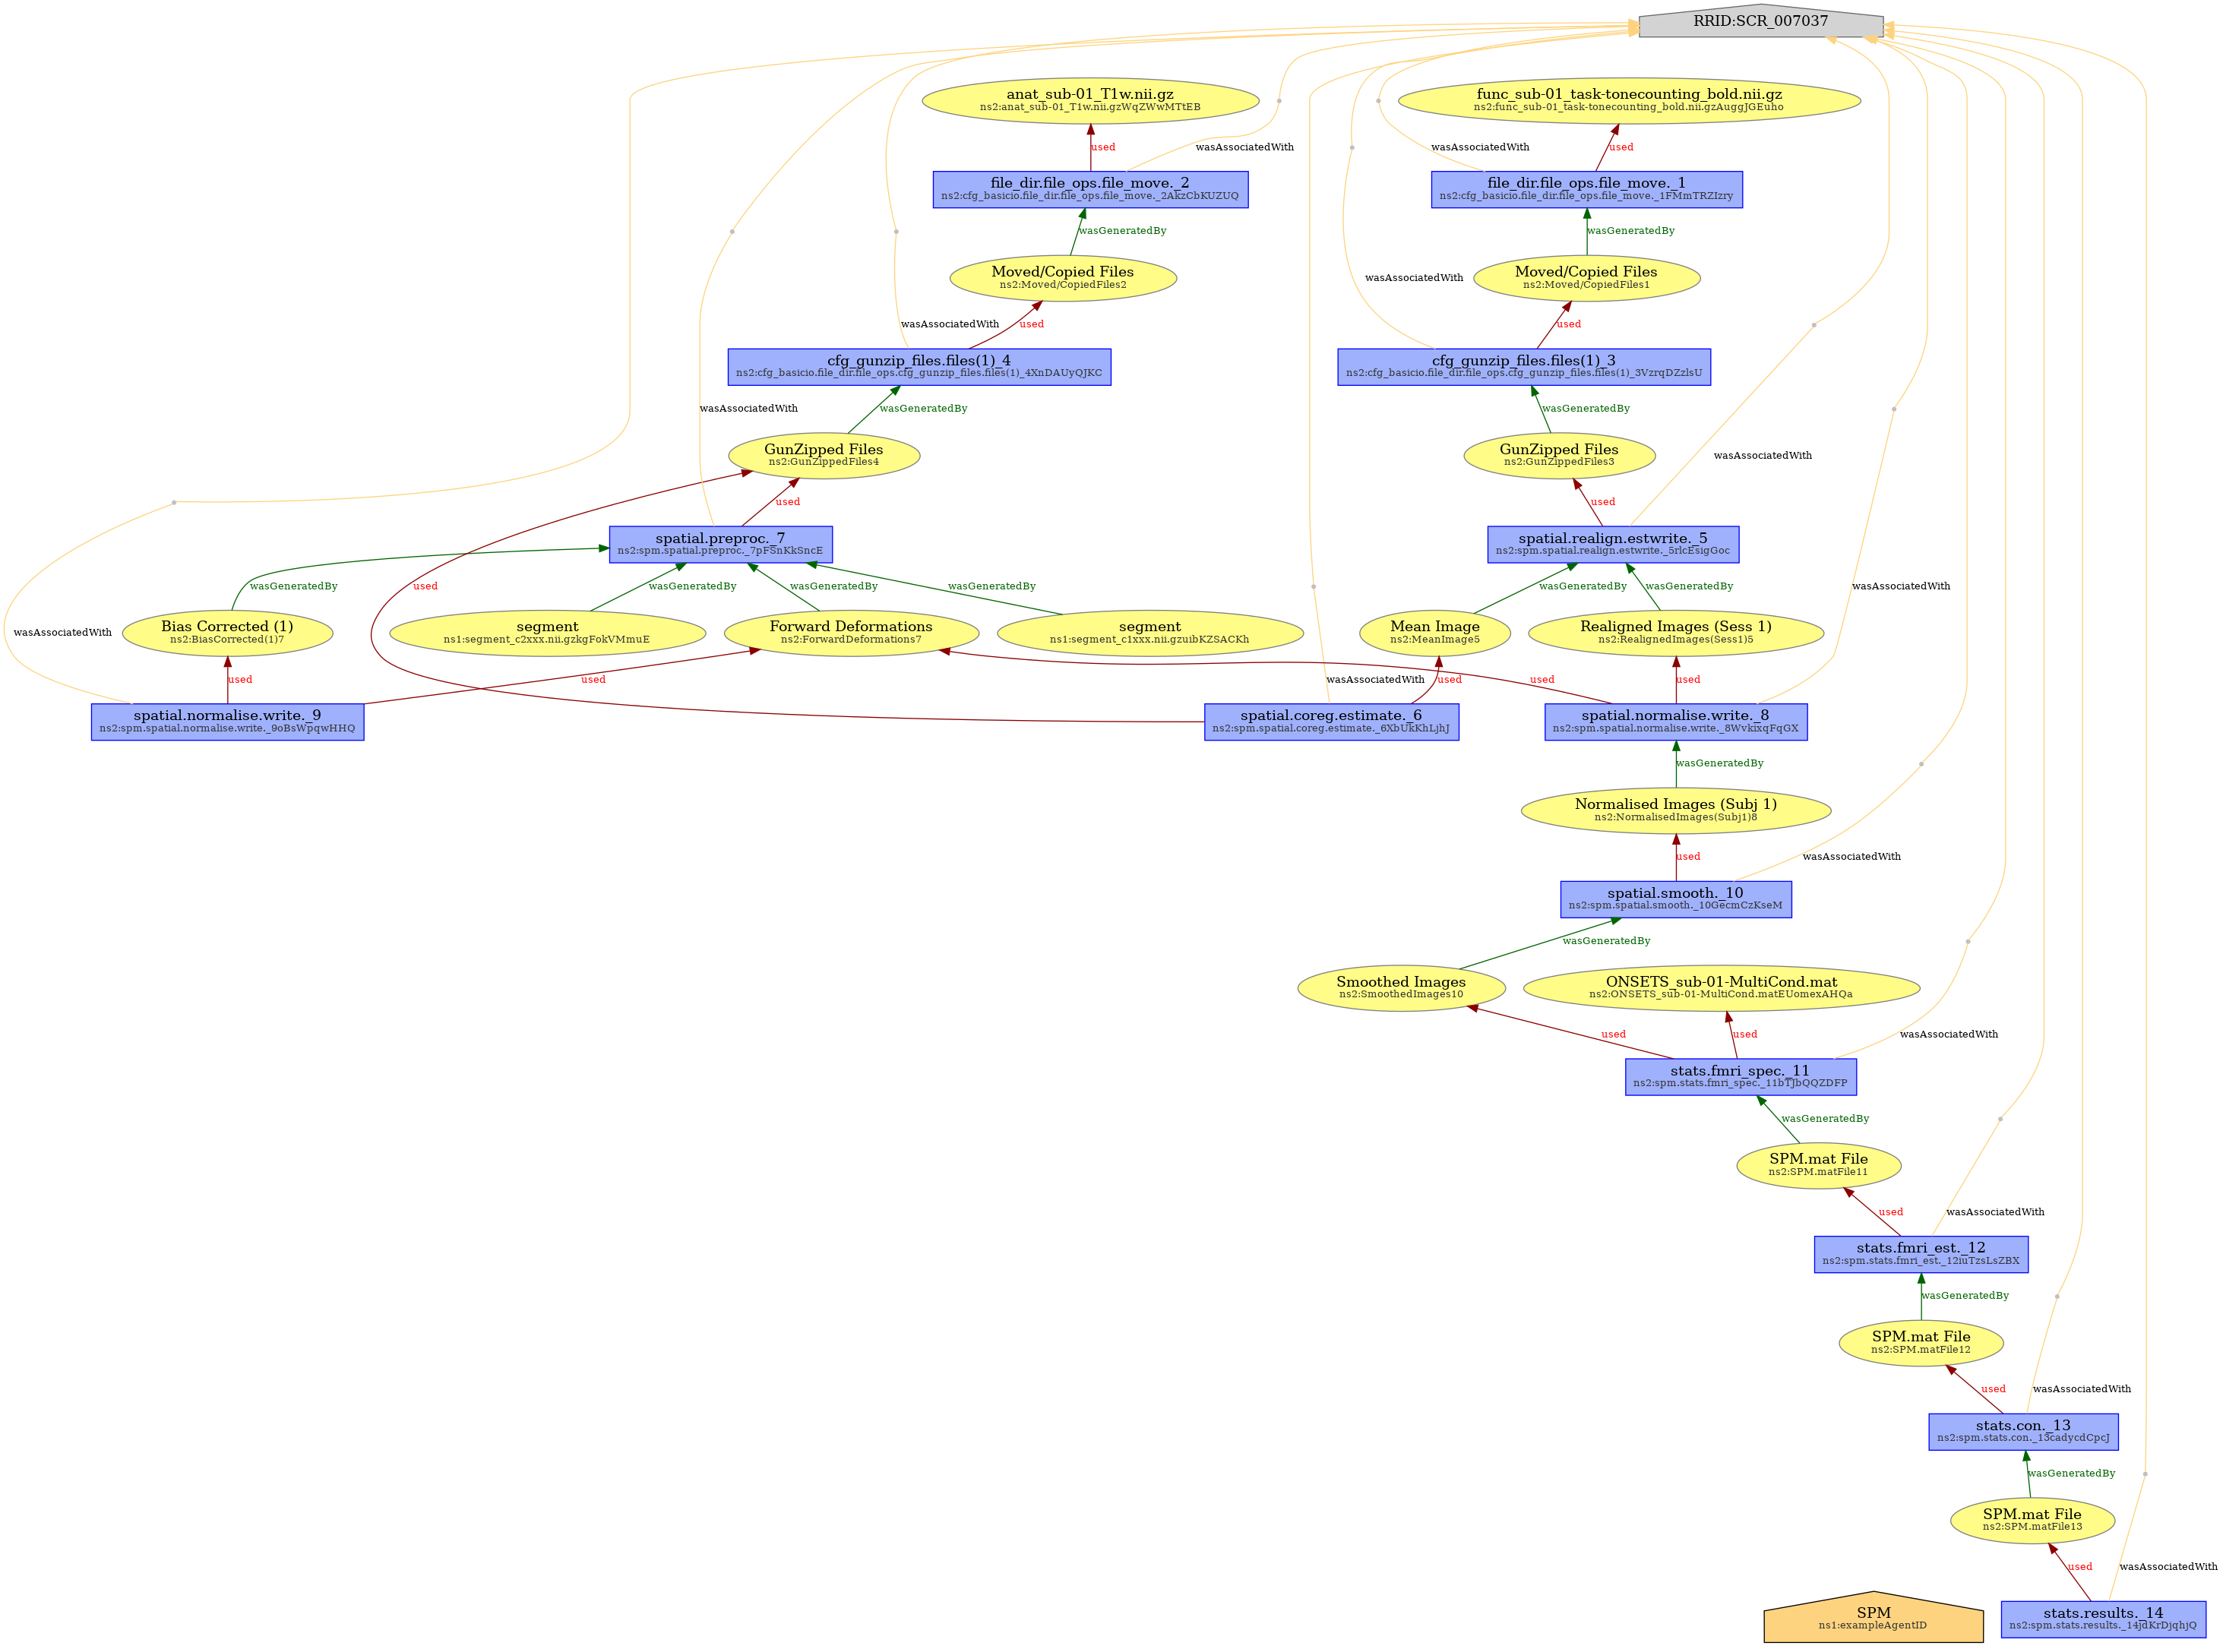 RRID:SCR_007037
anat_sub-01_T1w.nii.gz
ns2:anat_sub-01_T1w.nii.gzWqZWwMTtEB
func_sub-01_task-tonecounting_bold.nii.gz
ns2:func_sub-01_task-tonecounting_bold.nii.gzAuggJGEuho
used
wasAssociatedWith
wasAssociatedWith
used
file_dir.file_ops.file_move._2
ns2:cfg_basicio.file_dir.file_ops.file_move._2AkzCbKUZUQ
file_dir.file_ops.file_move._1
ns2:cfg_basicio.file_dir.file_ops.file_move._1FMmTRZIzry
wasGeneratedBy
wasGeneratedBy
Moved/Copied Files
ns2:Moved/CopiedFiles2
Moved/Copied Files
ns2:Moved/CopiedFiles1
wasAssociatedWith
wasAssociatedWith
used
used
cfg_gunzip_files.files(1)_4
ns2:cfg_basicio.file_dir.file_ops.cfg_gunzip_files.files(1)_4XnDAUyQJKC
cfg_gunzip_files.files(1)_3
ns2:cfg_basicio.file_dir.file_ops.cfg_gunzip_files.files(1)_3VzrqDZzlsU
wasAssociatedWith
wasGeneratedBy
wasGeneratedBy
GunZipped Files
ns2:GunZippedFiles4
GunZipped Files
ns2:GunZippedFiles3
wasAssociatedWith
used
used
spatial.preproc._7
ns2:spm.spatial.preproc._7pFSnKkSncE
spatial.realign.estwrite._5
ns2:spm.spatial.realign.estwrite._5rlcEsigGoc
wasGeneratedBy
used
wasGeneratedBy
wasGeneratedBy
wasGeneratedBy
wasGeneratedBy
wasGeneratedBy
wasAssociatedWith
Bias Corrected (1)
ns2:BiasCorrected(1)7
segment
ns1:segment_c2xxx.nii.gzkgFokVMmuE
Forward Deformations
ns2:ForwardDeformations7
segment
ns1:segment_c1xxx.nii.gzuibKZSACKh
Mean Image
ns2:MeanImage5
Realigned Images (Sess 1)
ns2:RealignedImages(Sess1)5
wasAssociatedWith
used
used
wasAssociatedWith
used
used
used
spatial.normalise.write._9
ns2:spm.spatial.normalise.write._9oBsWpqwHHQ
spatial.coreg.estimate._6
ns2:spm.spatial.coreg.estimate._6XbUkKhLjhJ
spatial.normalise.write._8
ns2:spm.spatial.normalise.write._8WvkixqFqGX
wasGeneratedBy
Normalised Images (Subj 1)
ns2:NormalisedImages(Subj1)8
used
wasAssociatedWith
spatial.smooth._10
ns2:spm.spatial.smooth._10GecmCzKseM
wasGeneratedBy
Smoothed Images
ns2:SmoothedImages10
ONSETS_sub-01-MultiCond.mat
ns2:ONSETS_sub-01-MultiCond.matEUomexAHQa
used
used
wasAssociatedWith
stats.fmri_spec._11
ns2:spm.stats.fmri_spec._11bTJbQQZDFP
wasGeneratedBy
SPM.mat File
ns2:SPM.matFile11
used
wasAssociatedWith
stats.fmri_est._12
ns2:spm.stats.fmri_est._12iuTzsLsZBX
wasGeneratedBy
SPM.mat File
ns2:SPM.matFile12
used
wasAssociatedWith
stats.con._13
ns2:spm.stats.con._13cadycdCpcJ
wasGeneratedBy
SPM.mat File
ns2:SPM.matFile13
used
wasAssociatedWith
SPM
ns1:exampleAgentID
stats.results._14
ns2:spm.stats.results._14jdKrDjqhjQ